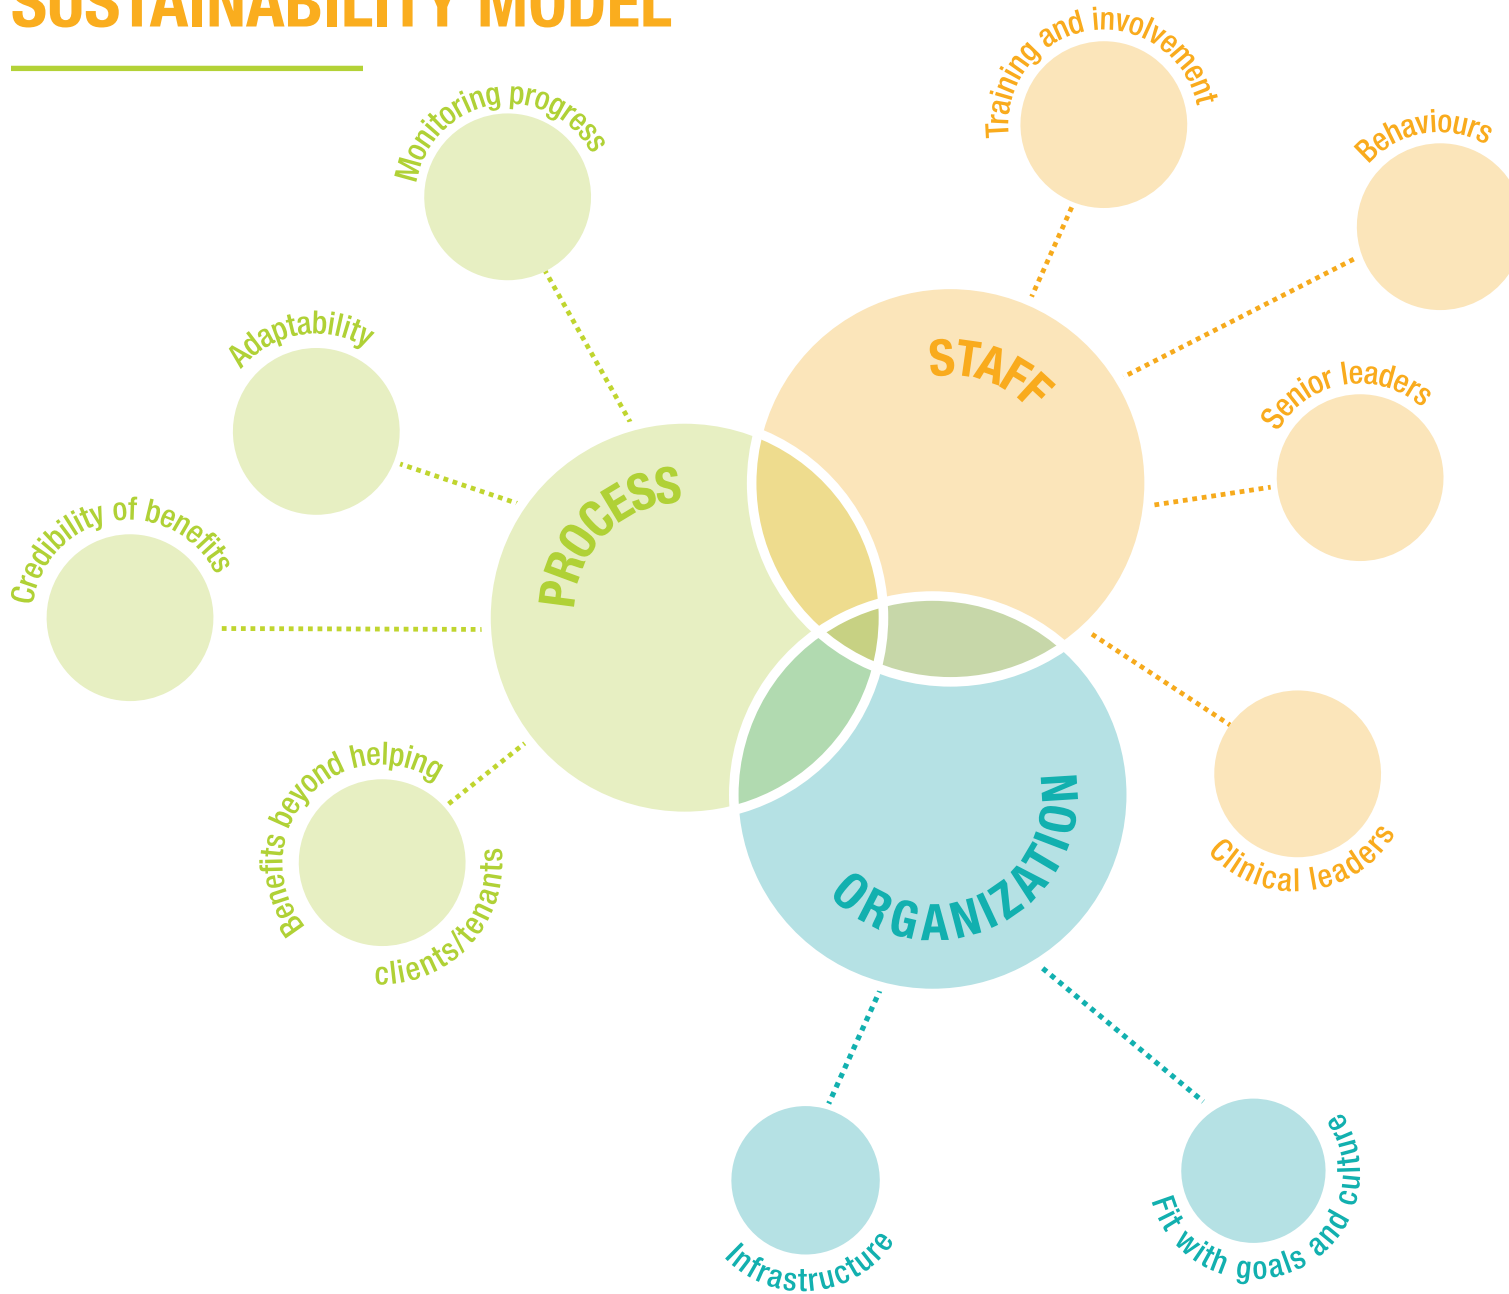 SUSTAINABILITY MODEL
Training and involvement
Monitoring progress
Behaviours
Adaptability
STAFF
Senior leaders
PROCESS
Credibility of benefits
Benefits beyond helping
clients/tenants
ORGANIZATION
Clinical leaders
Infrastructure
Fit with goals and culture